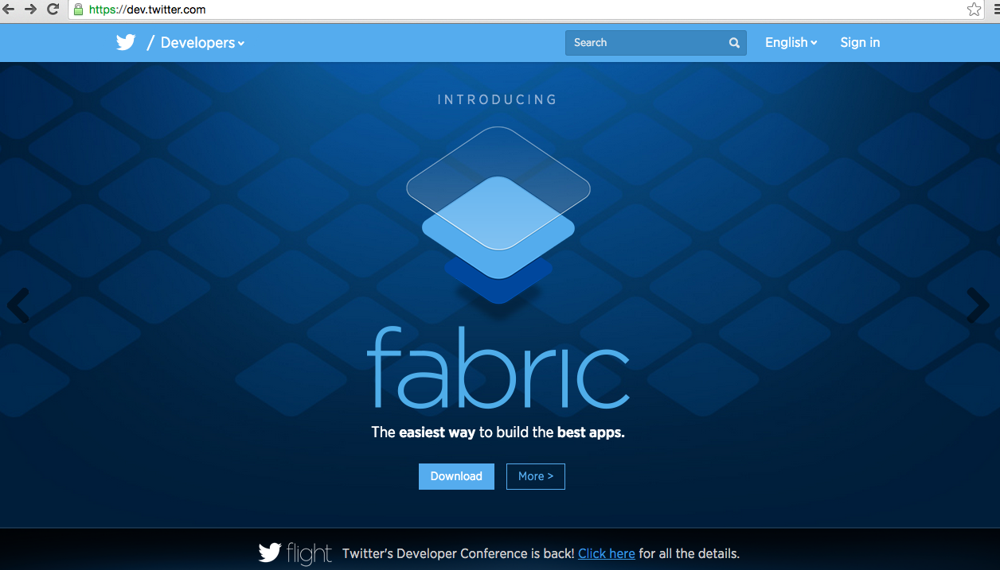 https://dev.twitter.com
/ Developers
Search
English
Sign in
INTRODUCING
fabric
The easiest way to build the best apps.
Download
More >
flight
Twitter's Developer Conference is back! Click here for all the details.